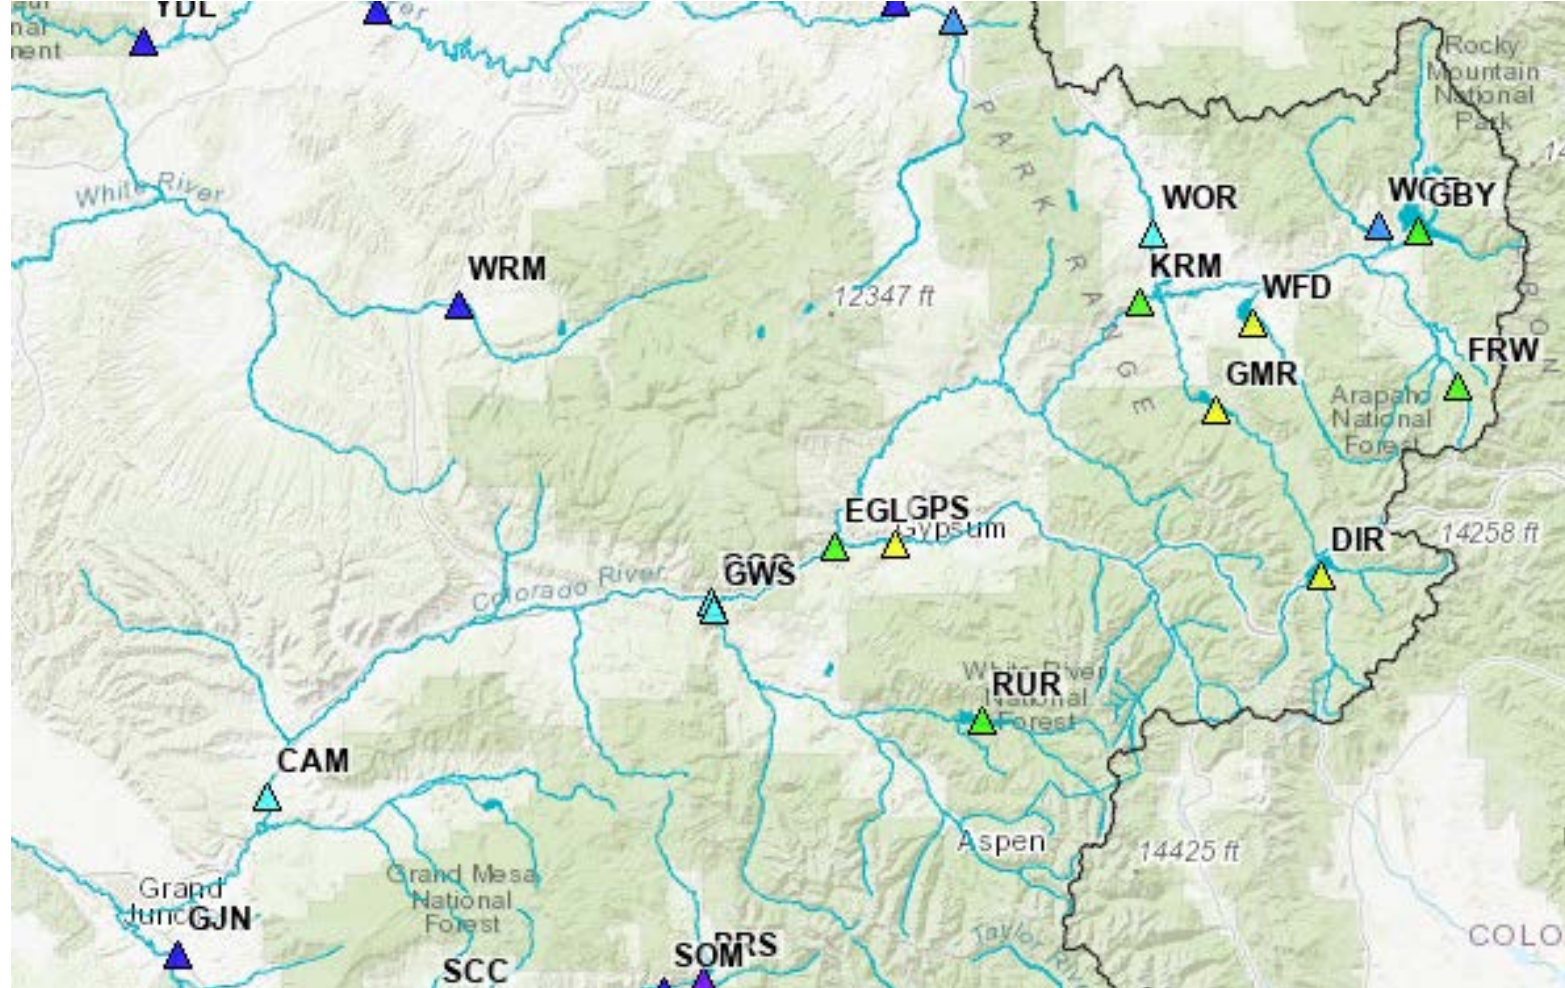 YDL
Rocky
Mountain
National
Park
PARK RANGE
White River
WOR
GBY
WRM
KRM
12347 ft
WFD
FRW
GMR
Arapaho
National
Forest
EGL
GPS
Gypsum
14258 ft
DIR
GWS
Colorado River
White River
National
Forest
RUR
CAM
Aspen
14425 ft
Grand Mesa
National
Forest
Grand
GJN
COLO
Taylor
SOM
SCC